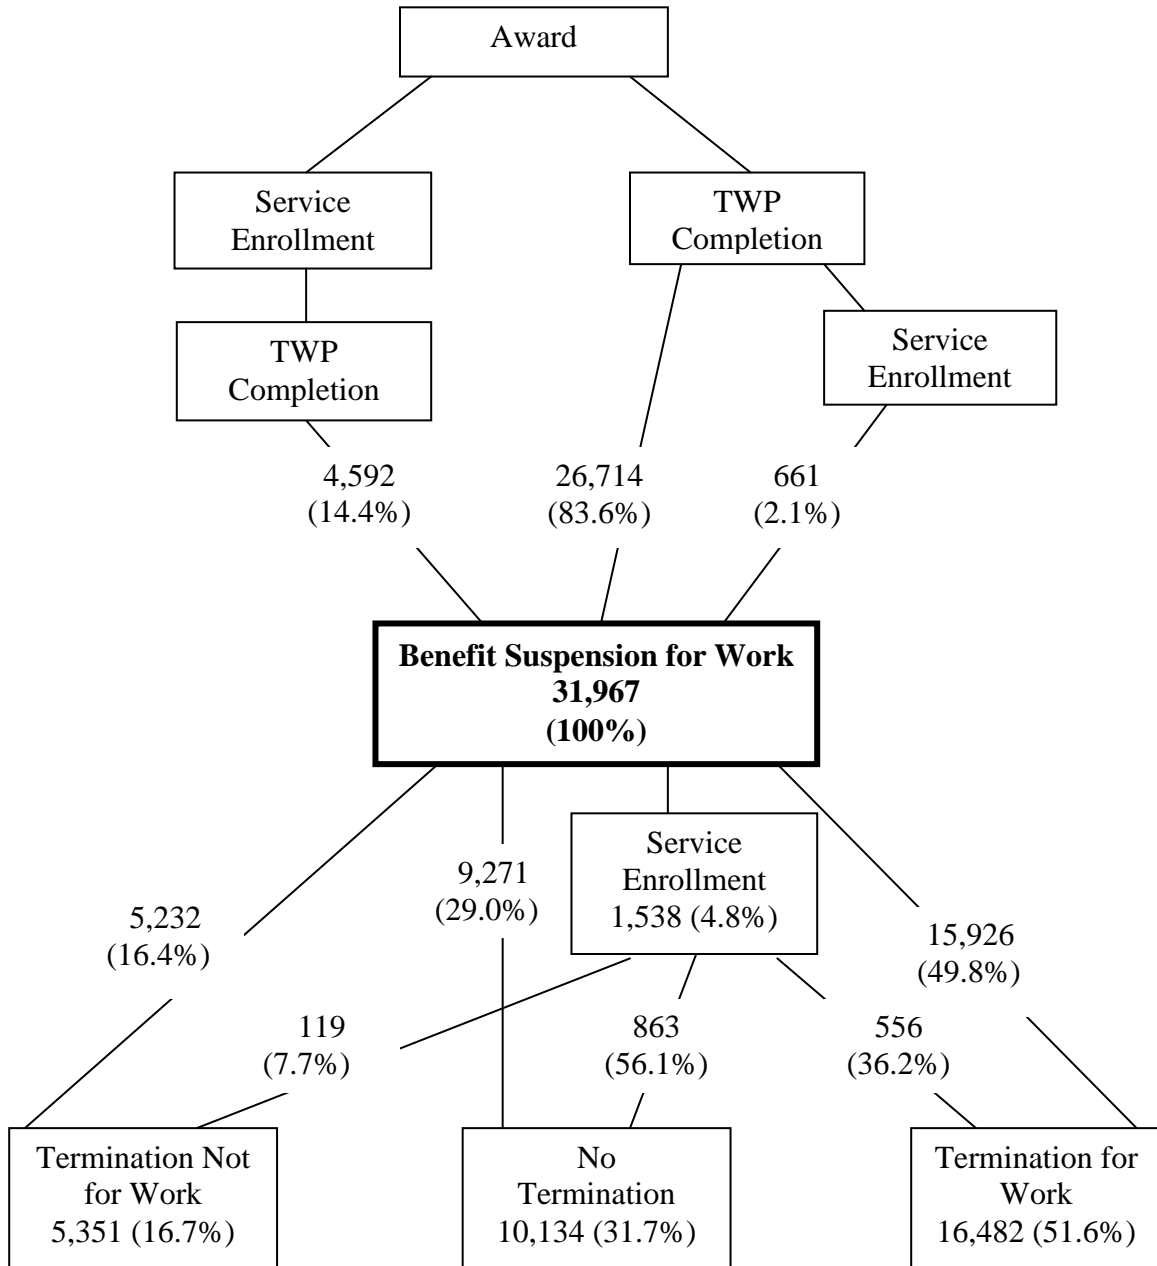 Award
Service
Enrollment
TWP
Completion
TWP
Completion
Service
Enrollment
4,592
(14.4%)
26,714
(83.6%)
661
(2.1%)
Benefit Suspension for Work
31,967
(100%)
Service
Enrollment
1,538 (4.8%)
9,271
(29.0%)
5,232
(16.4%)
15,926
(49.8%)
119
(7.7%)
863
(56.1%)
556
(36.2%)
Termination Not
for Work
5,351 (16.7%)
No
Termination
10,134 (31.7%)
Termination for
Work
16,482 (51.6%)